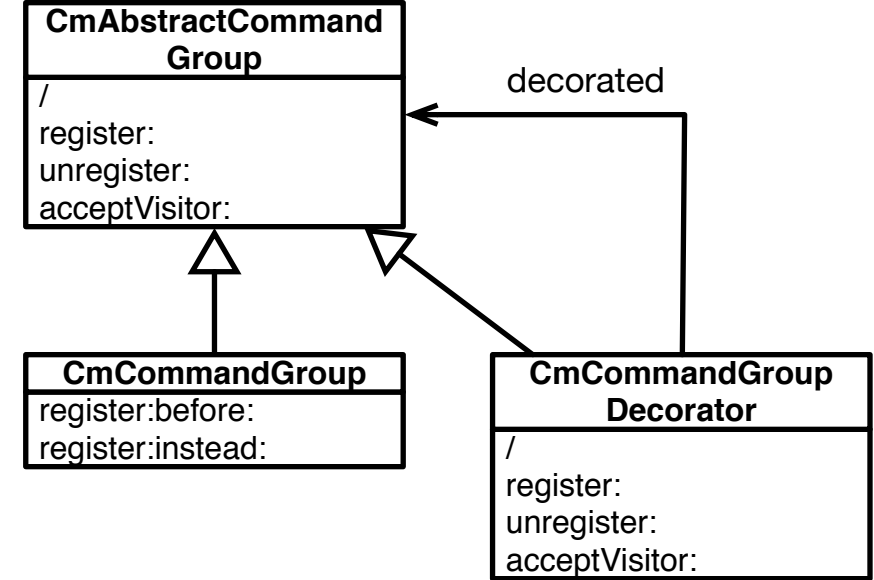 CmAbstractCommand
Group
/
register:
unregister:
acceptVisitor:
decorated
CmCommandGroup
register:before:
register:instead:
CmCommandGroup
Decorator
/
register:
unregister:
acceptVisitor: